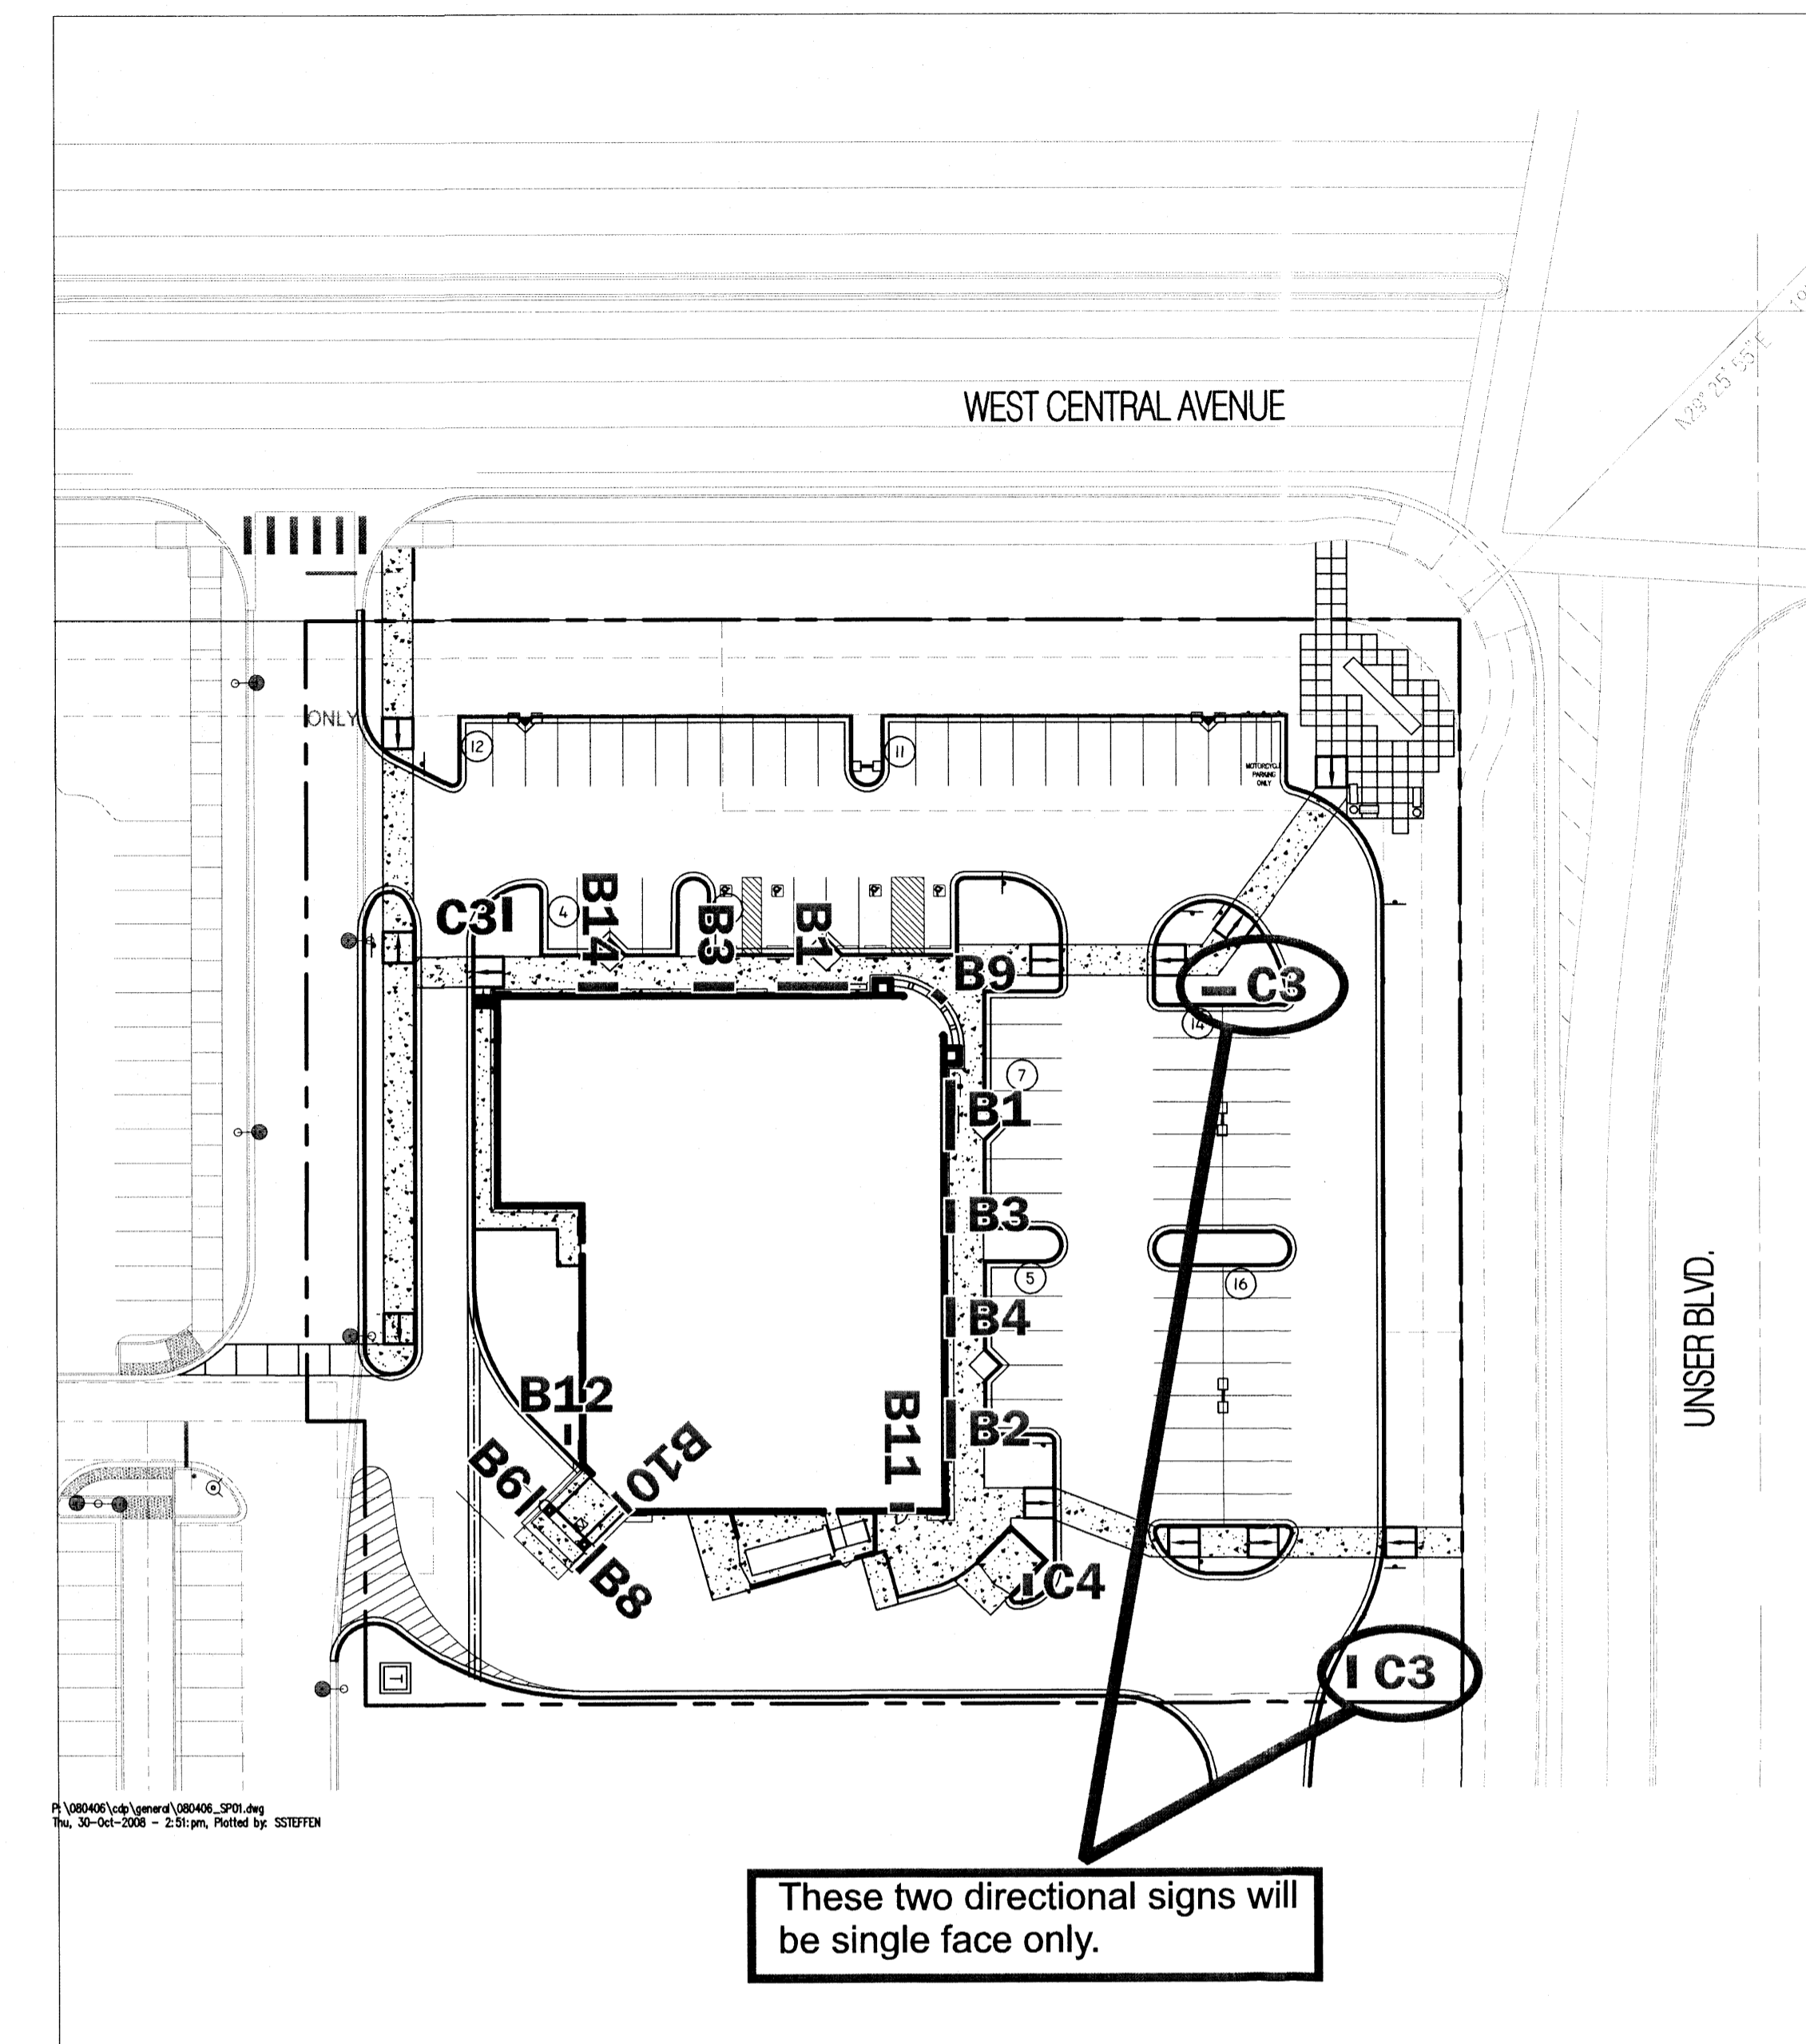 WEST CENTRAL AVENUE
N29° 25' 55" E
ONLY
12
11
MOTORCYCLE
PARKING
ONLY
C3
4
B14
B3
B1
B9
C3
14
7
B1
B3
5
16
B4
B12
B11
B2
B6
B10
B8
C4
C3
T
UNSER BLVD.
P:\080406\cdp\general\080406_SP01.dwg
Thu, 30-Oct-2008 - 2:51:pm, Plotted by: SSTEFFEN
These two directional signs will
be single face only.